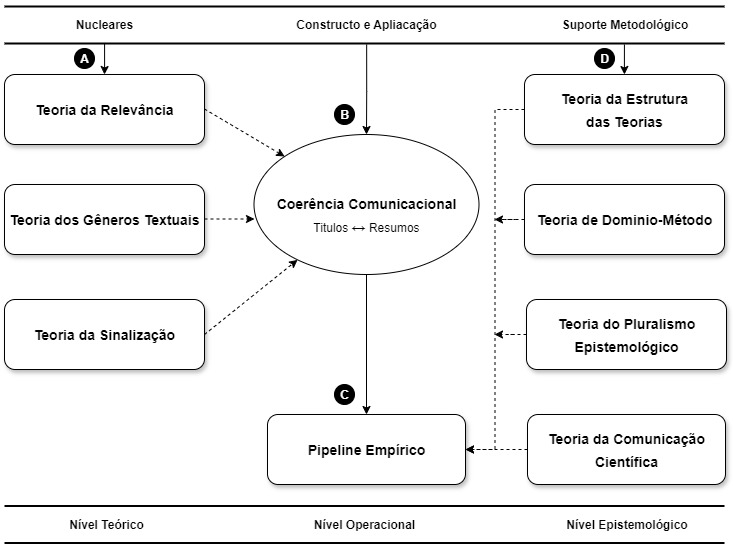 Nucleares
Constructo e Apliacação
Suporte Metodológico
A
Teoria da Relevância
Teoria dos Gêneros Textuais
Teoria da Sinalização
B
Coerência Comunicacional
Titulos ↔ Resumos
C
Pipeline Empírico
D
Teoria da Estrutura
das Teorias
Teoria de Dominio-Método
Teoria do Pluralismo
Epistemológico
Teoria da Comunicação
Científica
Nível Teórico
Nível Operacional
Nível Epistemológico